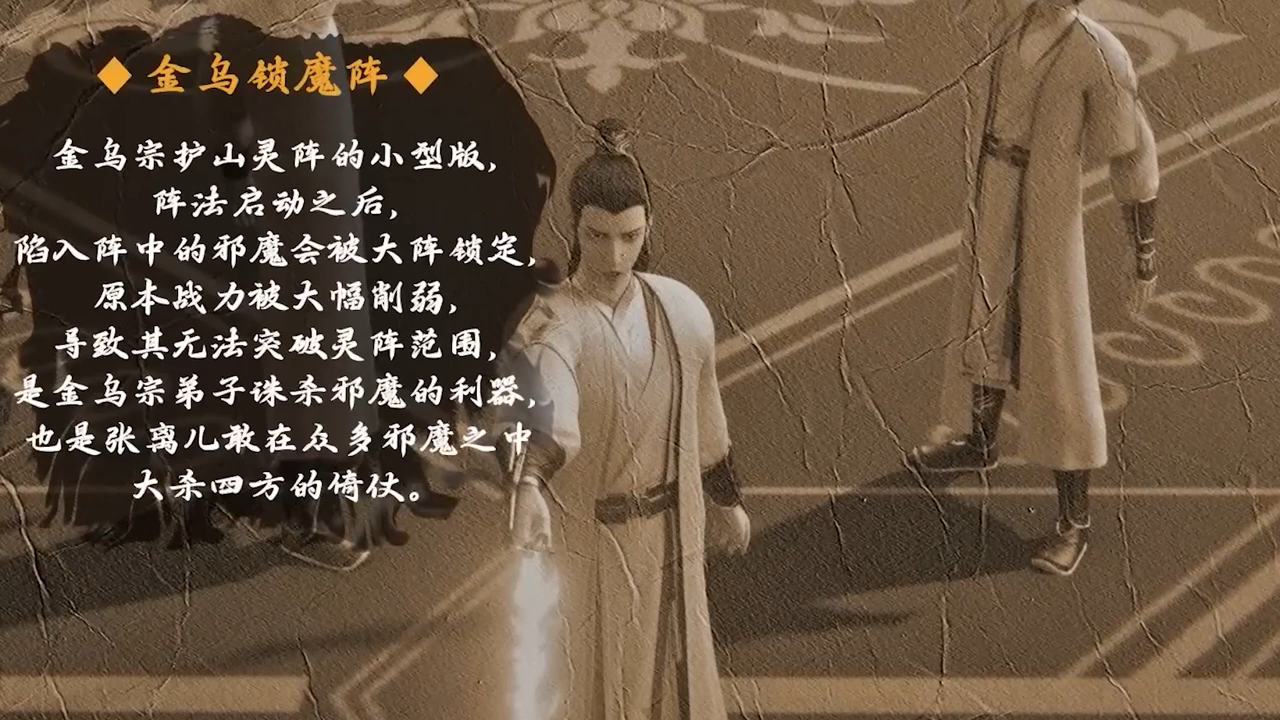 ◆ 金乌锁魔阵 ◆
金乌宗护山灵阵的小型版,
阵法启动之后,
陷入阵中的邪魔会被大阵锁定,
原本战力被大幅削弱,
导致其无法突破灵阵范围,
是金乌宗弟子诛杀邪魔的利器,
也是张离儿敢在众多邪魔之中
大杀四方的倚仗。